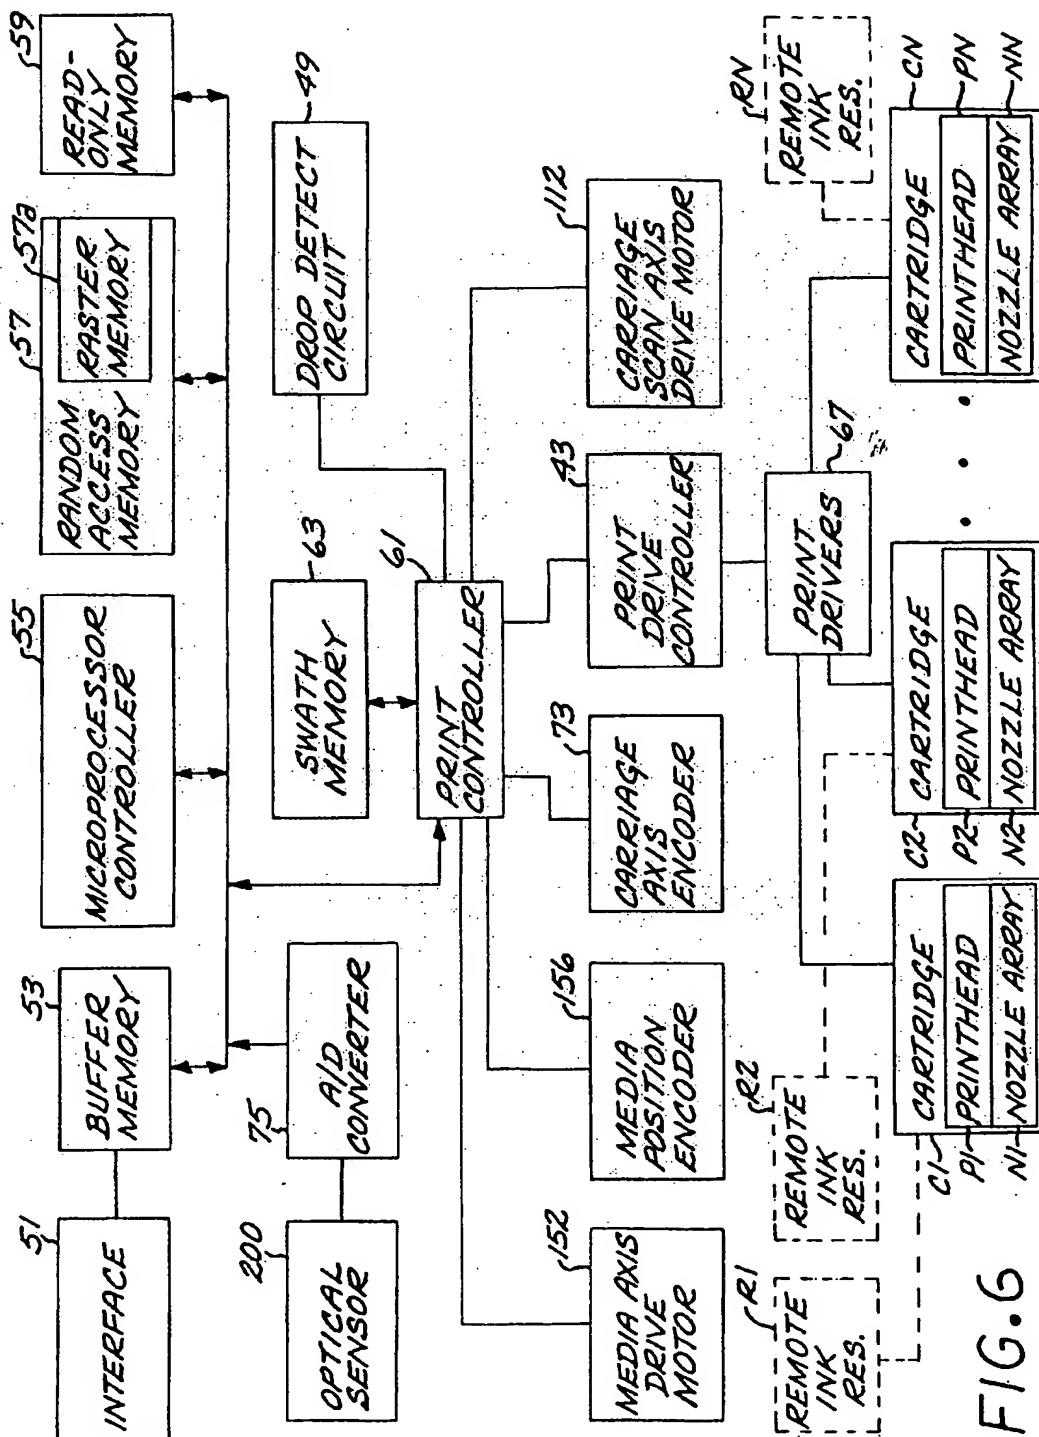 51
INTERFACE
53
BUFFER
MEMORY
55
MICROPROCESSOR
CONTROLLER
57
RANDOM
ACCESS
MEMORY
57a
RASTER
MEMORY
59
READ-
ONLY
MEMORY
200
OPTICAL
SENSOR
75
A/D
CONVERTER
63
SWATH
MEMORY
49
DROP DETECT
CIRCUIT
61
PRINT
CONTROLLER
152
MEDIA AXIS
DRIVE
MOTOR
156
MEDIA
POSITION
ENCODER
73
CARRIAGE
AXIS
ENCODER
43
PRINT
DRIVE
CONTROLLER
112
CARRIAGE
SCAN AXIS
DRIVE MOTOR
R1
REMOTE
INK
RES.
R2
REMOTE
INK
RES.
67
PRINT
DRIVERS
RN
REMOTE
INK
RES.
C1
CARTRIDGE
P1
PRINTHEAD
N1
NOZZLE ARRAY
C2
CARTRIDGE
P2
PRINTHEAD
N2
NOZZLE ARRAY
• • •
CARTRIDGE
CN
PRINTHEAD
PN
NOZZLE ARRAY
NN
FIG.6